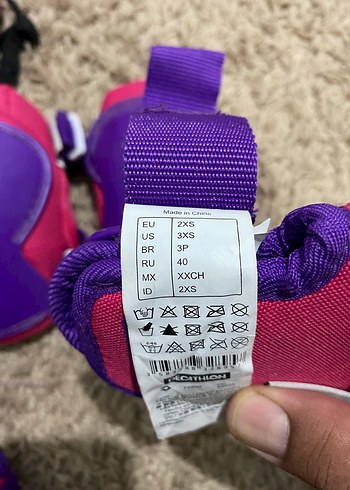 Made in China
EU 2XS
US 3XS
BR 3P
RU 40
MX XXCH
ID 2XS
DECATHLON